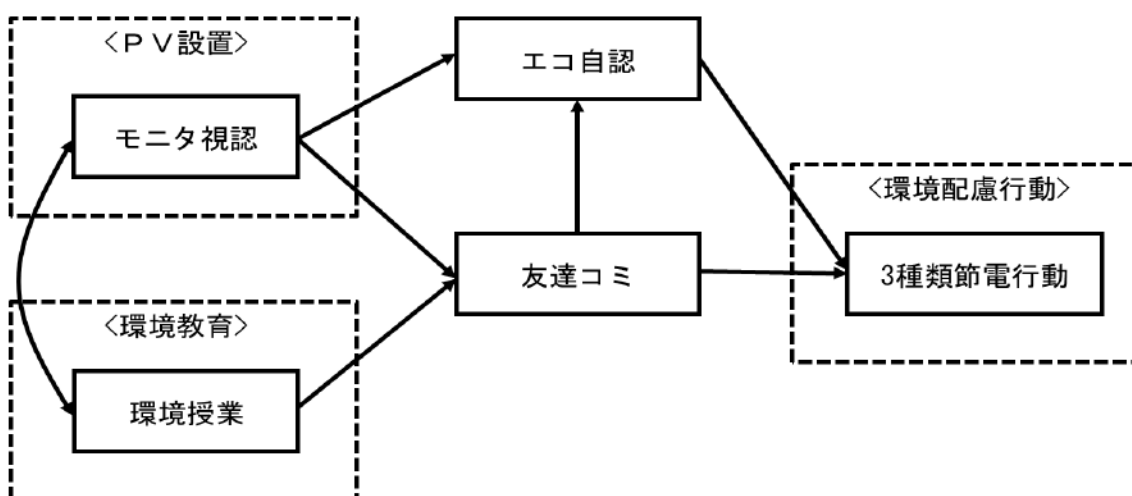 <ＰＶ設置>
モニタ視認
エコ自認
友達コミ
<環境教育>
環境授業
<環境配慮行動>
3種類節電行動